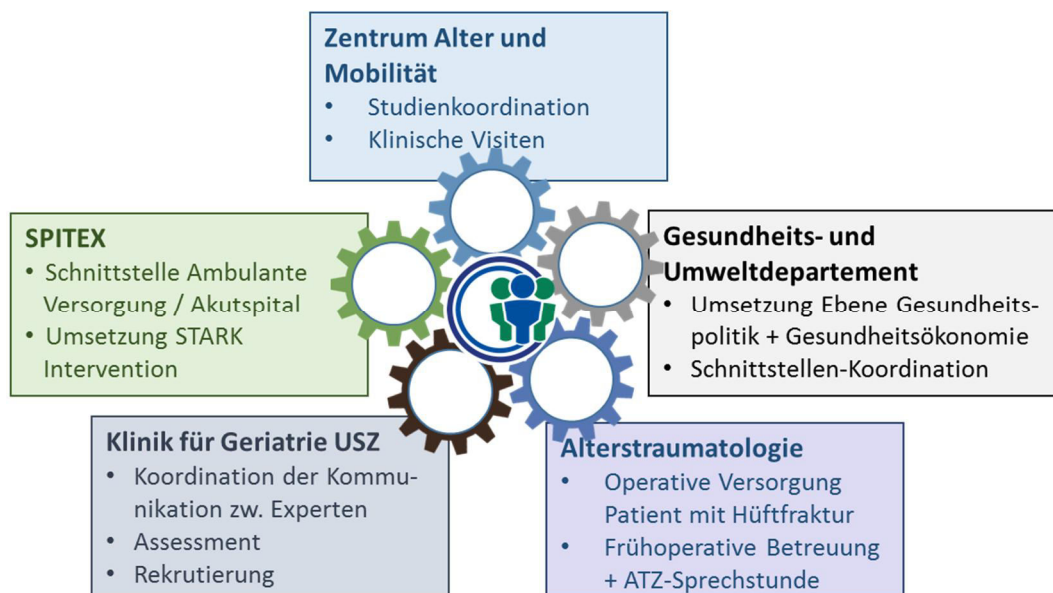 Zentrum Alter und
Mobilität
• Studienkoordination
• Klinische Visiten
SPITEX
• Schnittstelle Ambulante
Versorgung / Akutspital
• Umsetzung STARK
Intervention
Gesundheits- und
Umweltdepartement
• Umsetzung Ebene Gesundheits-
politik + Gesundheitsökonomie
• Schnittstellen-Koordination
Klinik für Geriatrie USZ
• Koordination der Kommu-
nikation zw. Experten
• Assessment
• Rekrutierung
Alterstraumatologie
• Operative Versorgung
Patient mit Hüftfraktur
• Frühoperative Betreuung
+ ATZ-Sprechstunde